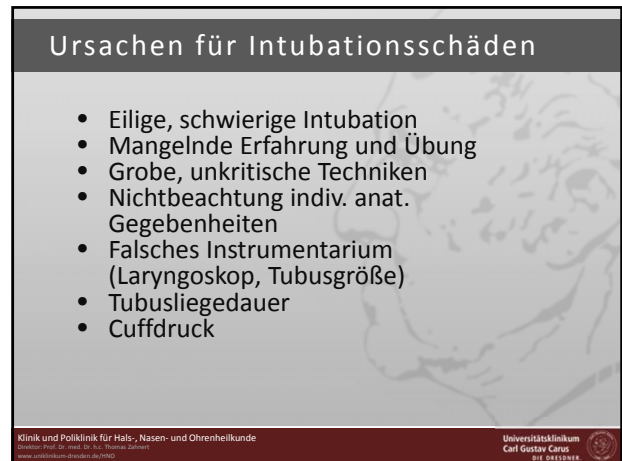 Ursachen für Intubationsschäden
• Eilige, schwierige Intubation
• Mangelnde Erfahrung und Übung
• Grobe, unkritische Techniken
• Nichtbeachtung indiv. anat.
Gegebenheiten
• Falsches Instrumentarium
(Laryngoskop, Tubusgröße)
• Tubusliegedauer
• Cuffdruck
Klinik und Poliklinik für Hals-, Nasen- und Ohrenheilkunde
Direktor: Prof. Dr. med. Dr. h.c. Thomas Zahnert
www.uniklinikum-dresden.de/HNO
Universitätsklinikum
Carl Gustav Carus
DIE DRESDNER.